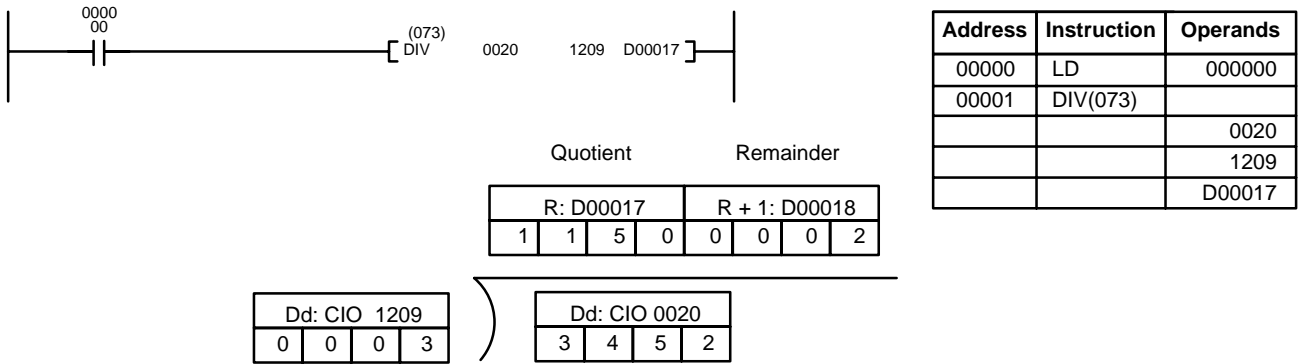 0000
00
(073)
DIV 0020 1209 D00017
Address Instruction Operands
00000 LD 000000
00001 DIV(073)
0020
1209
D00017
Quotient Remainder
R: D00017 R + 1: D00018
1 1 5 0 0 0 0 2
Dd: CIO 1209 Dd: CIO 0020
0 0 0 3 3 4 5 2